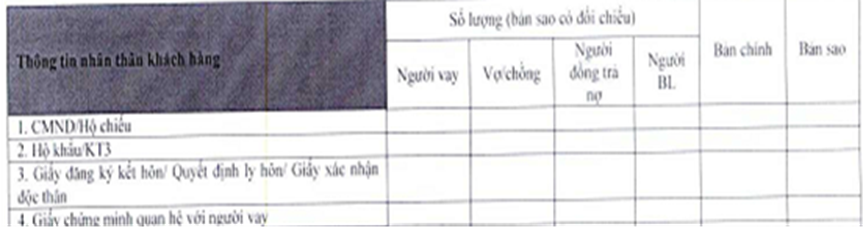 Thông tin nhân thân khách hàng
Số lượng (bản sao có đối chiếu)
Người vay
Vợ/chồng
Người
đồng trả
nợ
Người
BL
Bản chính
Bản sao
1. CMND/Hộ chiếu
2. Hộ khẩu/KT3
3. Giấy đăng ký kết hôn/ Quyết định ly hôn/ Giấy xác nhận
độc thân
4. Giấy chứng minh quan hệ với người vay